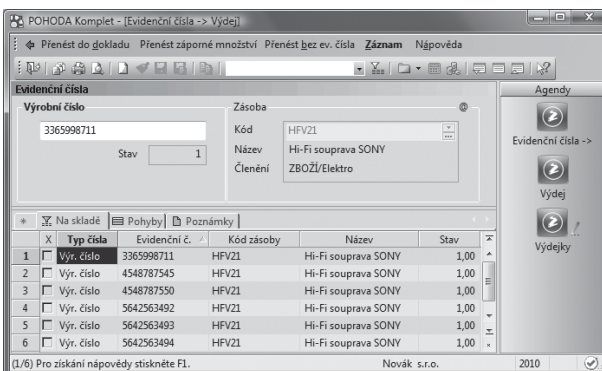 POHODA Komplet - [Evidenční čísla -> Výdej]
Přenést do dokladu Přenést záporné množství Přenést bez ev. čísla Záznam Nápověda
Evidenční čísla
Agendy
Výrobní číslo
Zásoba @
3365998711
Kód HFV21
Stav 1
Název Hi-Fi souprava SONY
Členění ZBOŽÍ/Elektro
Evidenční čísla ->
Výdej
Výdejky
* Na skladě Pohyby Poznámky
X Typ čísla Evidenční č. Kód zásoby Název Stav
1 Výr. číslo 3365998711 HFV21 Hi-Fi souprava SONY 1,00
2 Výr. číslo 4548787545 HFV21 Hi-Fi souprava SONY 1,00
3 Výr. číslo 4548787550 HFV21 Hi-Fi souprava SONY 1,00
4 Výr. číslo 5642563492 HFV21 Hi-Fi souprava SONY 1,00
5 Výr. číslo 5642563493 HFV21 Hi-Fi souprava SONY 1,00
6 Výr. číslo 5642563494 HFV21 Hi-Fi souprava SONY 1,00
(1/6) Pro získání nápovědy stiskněte F1. Novák s.r.o. 2010